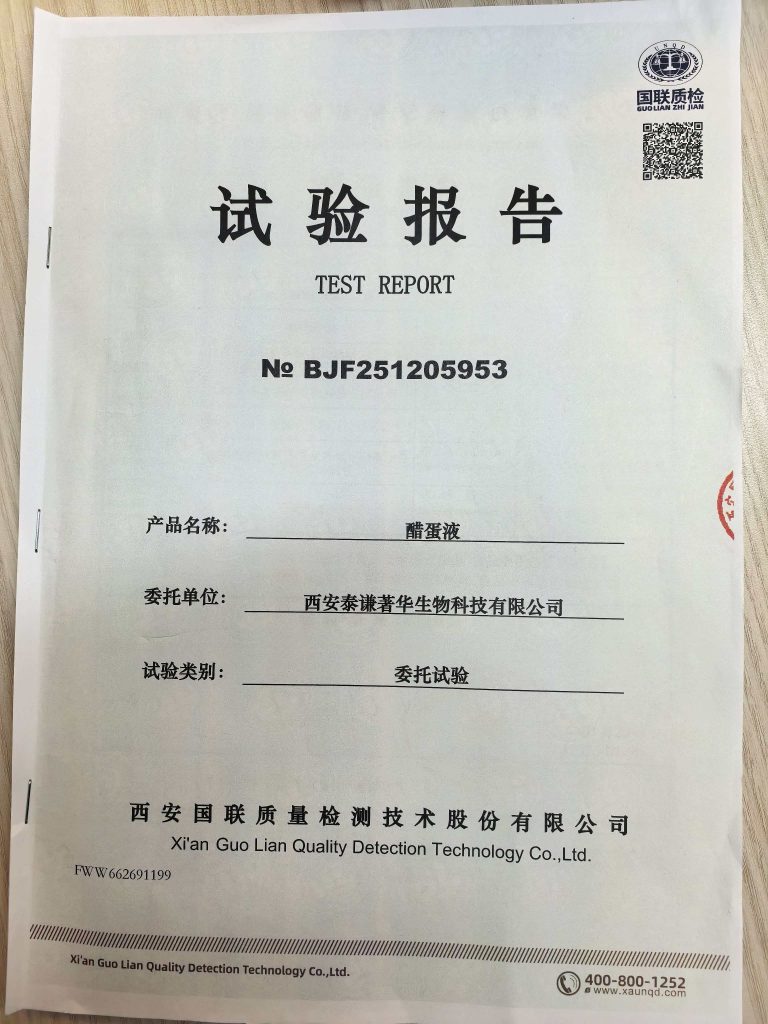 UNQD
国联质检
GUO LIAN ZHI JIAN
试验报告
TEST REPORT
№ BJF251205953
产品名称： 醋蛋液
委托单位： 西安泰谦著华生物科技有限公司
试验类别： 委托试验
西安国联质量检测技术股份有限公司
Xi'an Guo Lian Quality Detection Technology Co.,Ltd.
FWW662691199
Xi'an Guo Lian Quality Detection Technology Co.,Ltd.
400-800-1252
www.xaunqd.com